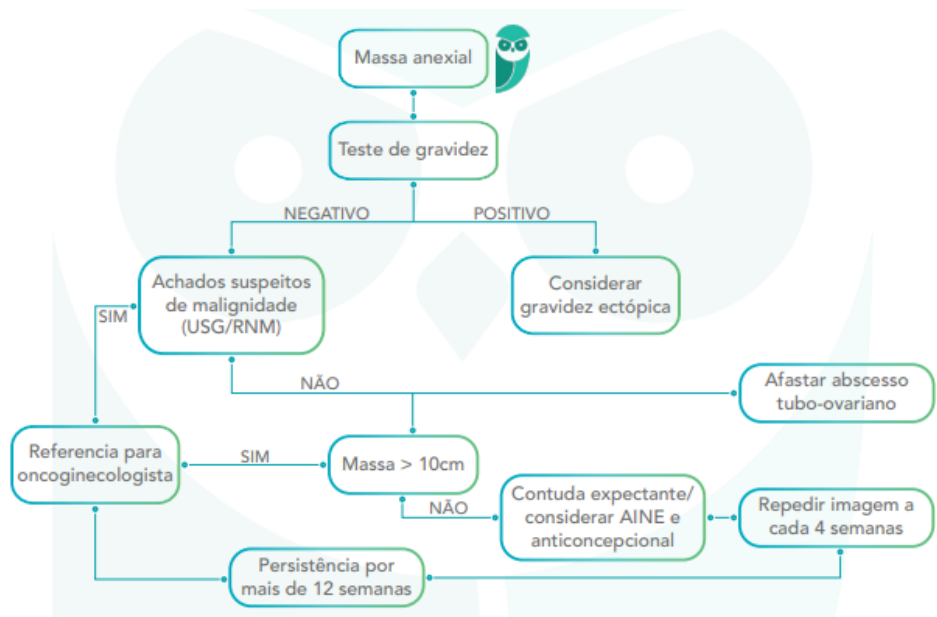 Massa anexial
Teste de gravidez
NEGATIVO
POSITIVO
Achados suspeitos
de malignidade
(USG/RNM)
Considerar
gravidez ectópica
SIM
NÃO
Afastar abscesso
tubo-ovariano
Referencia para
oncoginecologista
SIM
Massa > 10cm
NÃO
Contuda expectante/
considerar AINE e
anticoncepcional
Repedir imagem a
cada 4 semanas
Persistência por
mais de 12 semanas